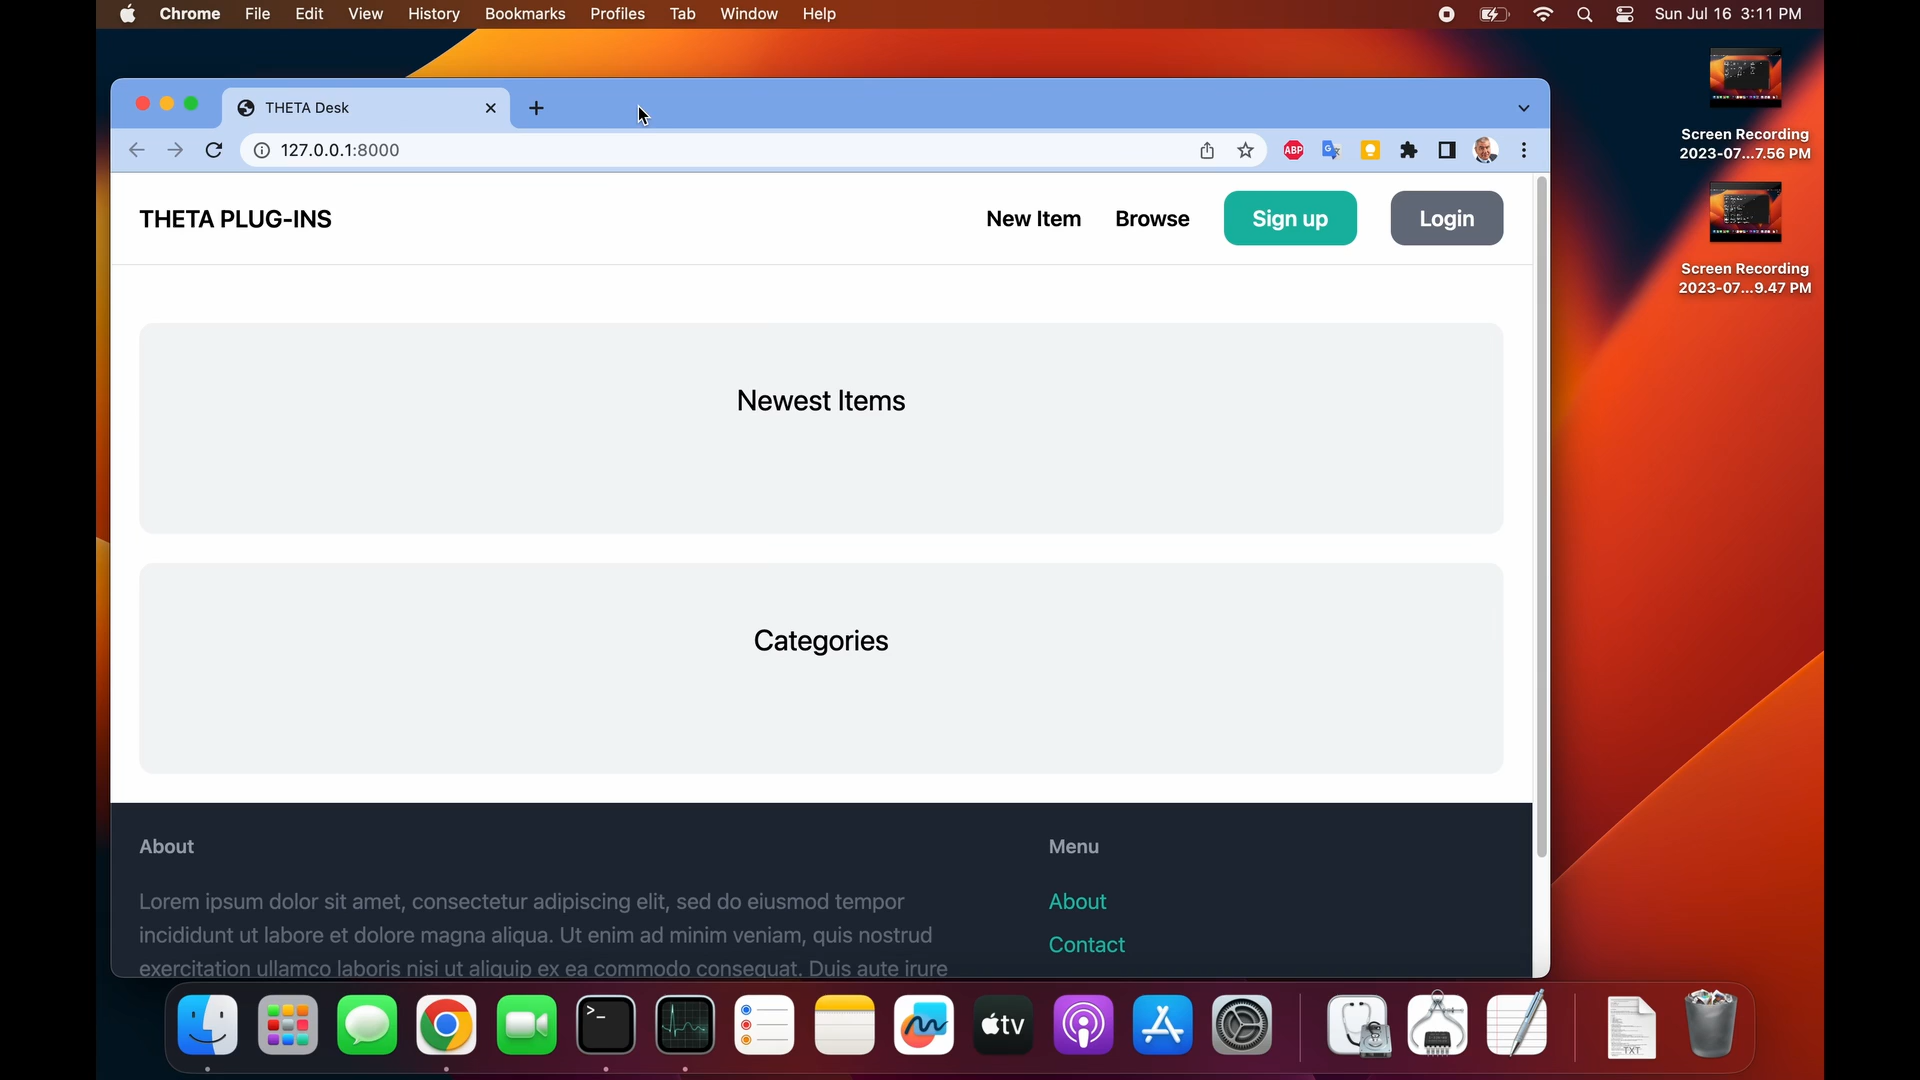 Chrome File Edit View History Bookmarks Profiles Tab Window Help Sun Jul 16 3:11 PM
THETA Desk
127.0.0.1:8000
ABP
THETA PLUG-INS
New Item Browse Sign up Login
Newest Items
Categories
About
Lorem ipsum dolor sit amet, consectetur adipiscing elit, sed do eiusmod tempor
incididunt ut labore et dolore magna aliqua. Ut enim ad minim veniam, quis nostrud
exercitation ullamco laboris nisi ut aliquip ex ea commodo consequat. Duis aute irure
Menu
About
Contact
Screen Recording
2023-07...7.56 PM
Screen Recording
2023-07...9.47 PM
tv
TXT